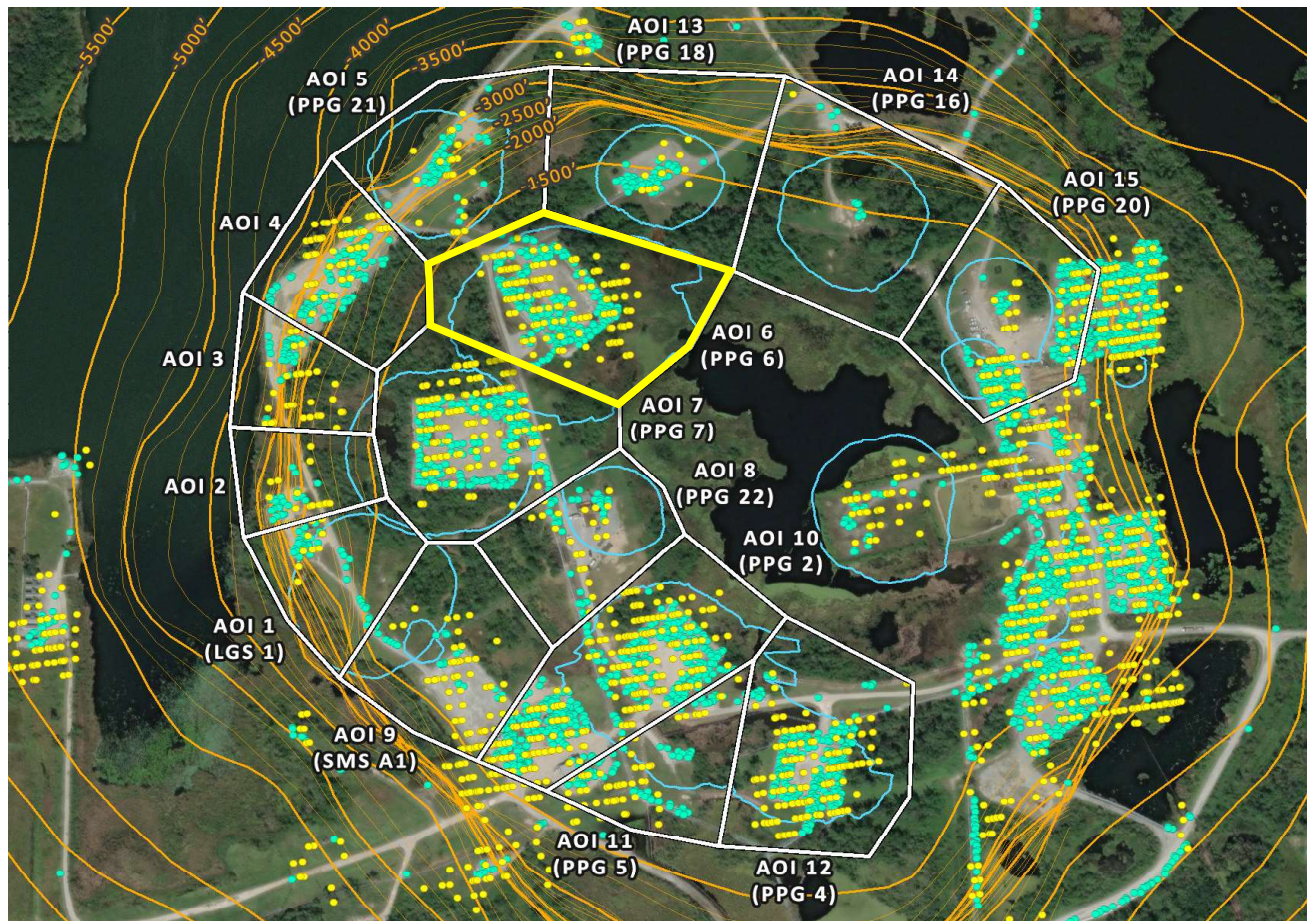 -5500'
-5000'
-4500'
-4000'
-3500'
-3000'
-2500'
-2000'
-1500'
AOI 13
(PPG 18)
AOI 14
(PPG 16)
AOI 5
(PPG 21)
AOI 15
(PPG 20)
AOI 4
AOI 3
AOI 6
(PPG 6)
AOI 7
(PPG 7)
AOI 2
AOI 8
(PPG 22)
AOI 10
(PPG 2)
AOI 1
(LGS 1)
AOI 9
(SMS A1)
AOI 11
(PPG 5)
AOI 12
(PPG 4)